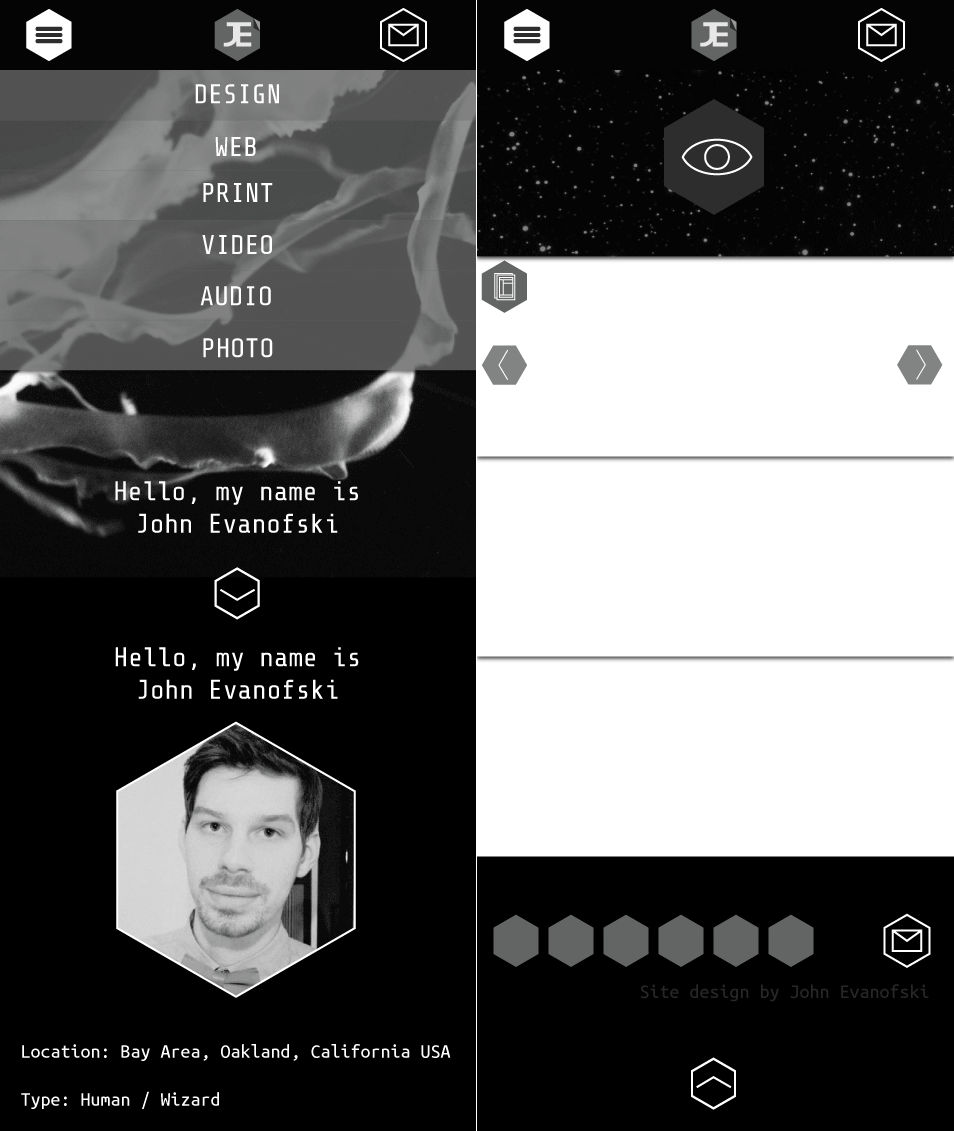 JE
DESIGN
WEB
PRINT
VIDEO
AUDIO
PHOTO
Hello, my name is
John Evanofski
Hello, my name is
John Evanofski
Location: Bay Area, Oakland, California USA
Type: Human / Wizard
JE
Site design by John Evanofski